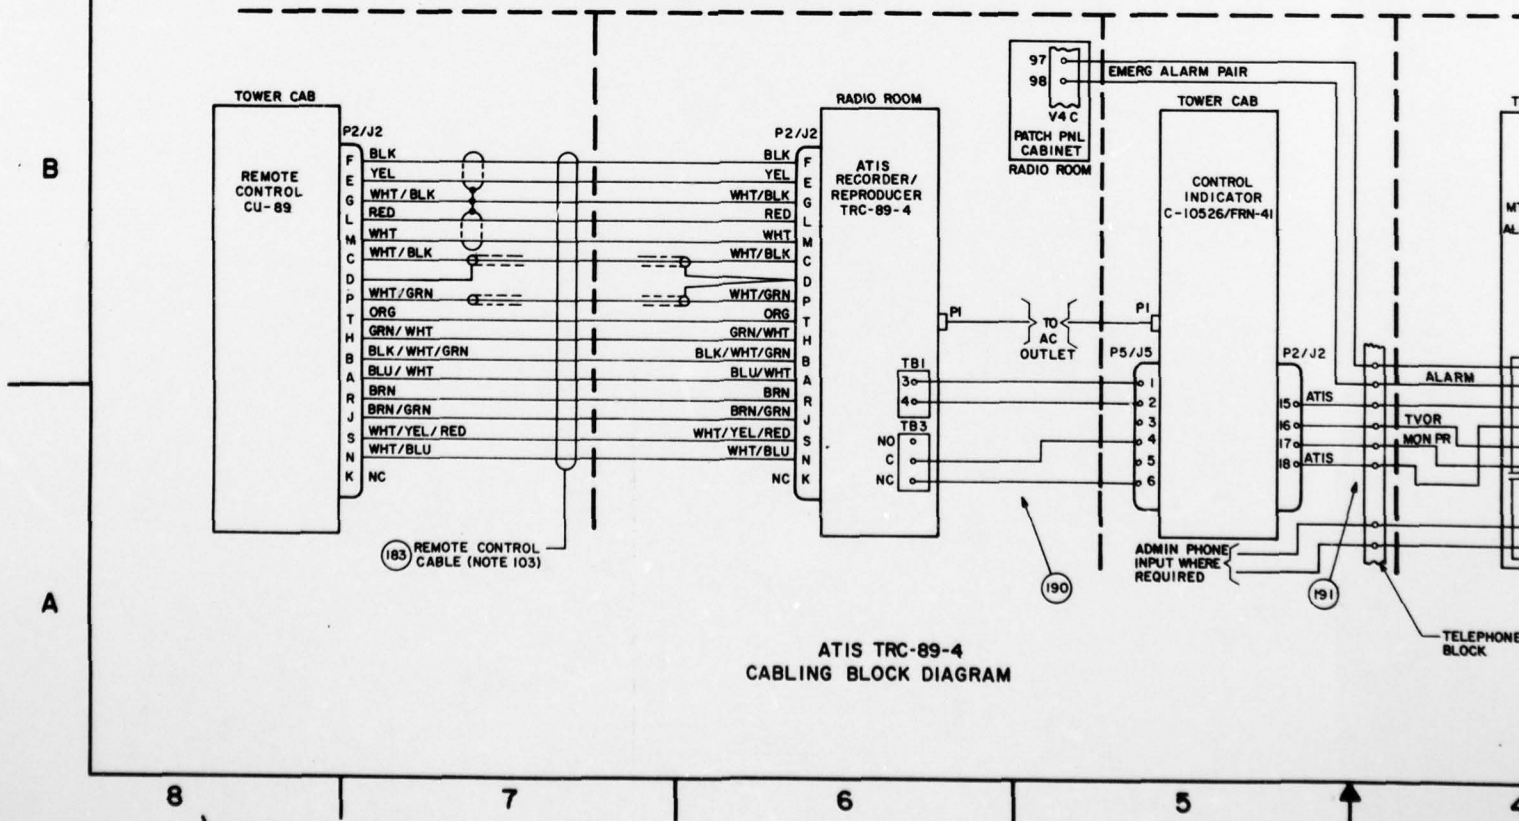 B
A
TOWER CAB
REMOTE
CONTROL
CU-89
P2/J2
F BLK
E YEL
G WHT/BLK
L RED
M WHT
C WHT/BLK
D
P WHT/GRN
T ORG
H GRN/WHT
B BLK/WHT/GRN
A BLU/WHT
R BRN
J BRN/GRN
S WHT/YEL/RED
N WHT/BLU
K NC
183 REMOTE CONTROL
CABLE (NOTE 103)
RADIO ROOM
P2/J2
BLK F
YEL E
WHT/BLK G
RED L
WHT M
WHT/BLK C
D
WHT/GRN P
ORG T
GRN/WHT H
BLK/WHT/GRN B
BLU/WHT A
BRN R
BRN/GRN J
WHT/YEL/RED S
WHT/BLU N
NC K
ATIS
RECORDER/
REPRODUCER
TRC-89-4
P1
TB1
3
4
TB3
NO
C
NC
TO
AC
OUTLET
190
97
98
V4C
PATCH PNL
CABINET
RADIO ROOM
EMERG ALARM PAIR
TOWER CAB
CONTROL
INDICATOR
C-10526/FRN-41
P1
P5/J5
1
2
3
4
5
6
P2/J2
15 ATIS
16
17
18 ATIS
ALARM
TVOR
MON PR
ADMIN PHONE
INPUT WHERE
REQUIRED
191
TELEPHONE
BLOCK
T
MT
AL
ATIS TRC-89-4
CABLING BLOCK DIAGRAM
8 7 6 5 4